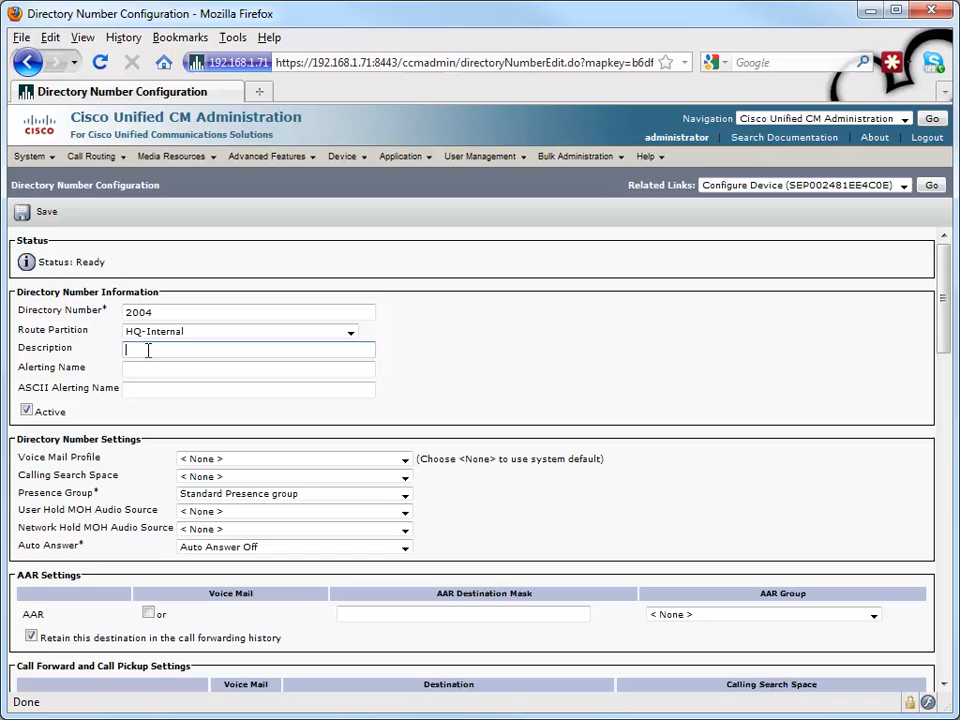 Directory Number Configuration - Mozilla Firefox
File Edit View History Bookmarks Tools Help
192.168.1.71 https://192.168.1.71:8443/ccmadmin/directoryNumberEdit.do?mapkey=b6df Google
Directory Number Configuration
CISCO Cisco Unified CM Administration
For Cisco Unified Communications Solutions
Navigation Cisco Unified CM Administration Go
administrator Search Documentation About Logout
System Call Routing Media Resources Advanced Features Device Application User Management Bulk Administration Help
Directory Number Configuration Related Links: Configure Device (SEP002481EE4C0E) Go
Save
Status
Status: Ready
Directory Number Information
Directory Number* 2004
Route Partition HQ-Internal
Description
Alerting Name
ASCII Alerting Name
Active
Directory Number Settings
Voice Mail Profile < None > (Choose <None> to use system default)
Calling Search Space < None >
Presence Group* Standard Presence group
User Hold MOH Audio Source < None >
Network Hold MOH Audio Source < None >
Auto Answer* Auto Answer Off
AAR Settings
Voice Mail AAR Destination Mask AAR Group
AAR or < None >
Retain this destination in the call forwarding history
Call Forward and Call Pickup Settings
Voice Mail Destination Calling Search Space
Done